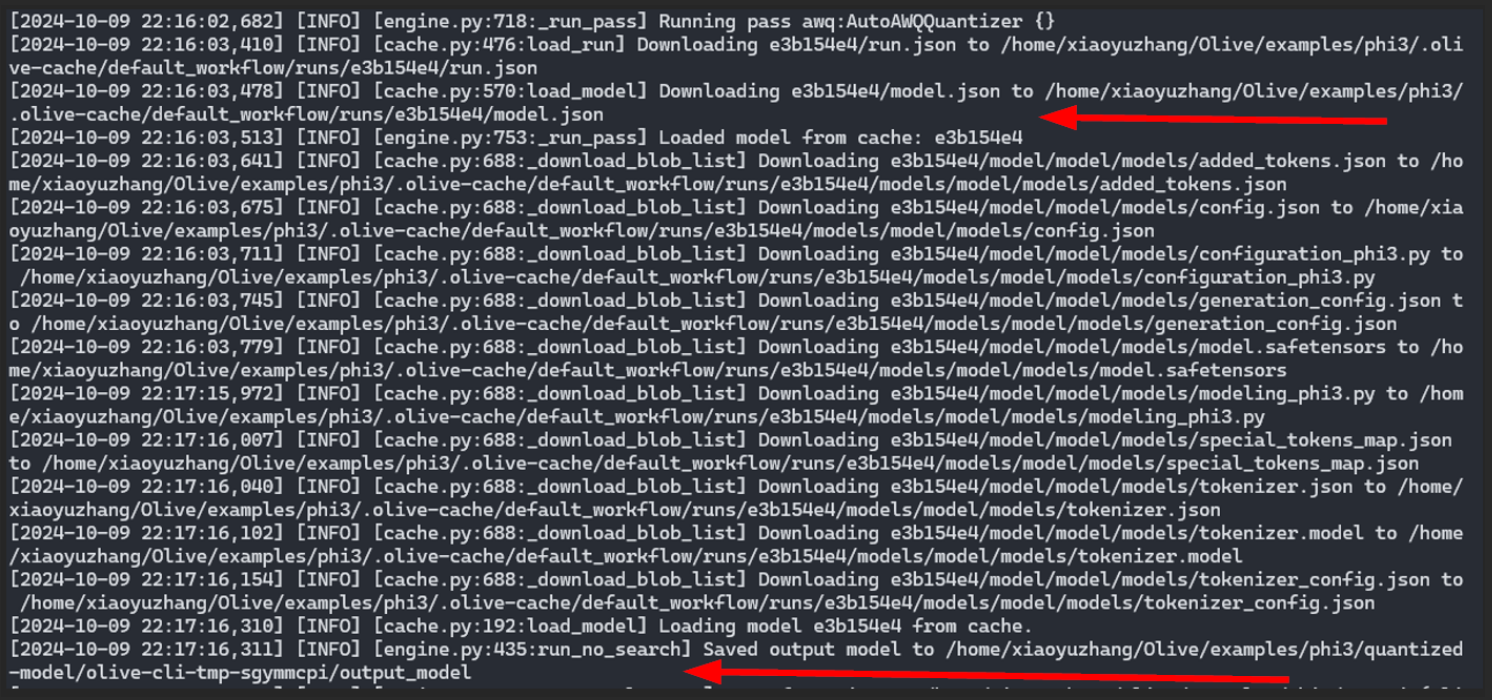 [2024-10-09 22:16:02,682] [INFO] [engine.py:718:_run_pass] Running pass awq:AutoAWQQuantizer {}
[2024-10-09 22:16:03,410] [INFO] [cache.py:476:load_run] Downloading e3b154e4/run.json to /home/xiaoyuzhang/Olive/examples/phi3/.oli
ve-cache/default_workflow/runs/e3b154e4/run.json
[2024-10-09 22:16:03,478] [INFO] [cache.py:570:load_model] Downloading e3b154e4/model.json to /home/xiaoyuzhang/Olive/examples/phi3/
.olive-cache/default_workflow/runs/e3b154e4/model.json
[2024-10-09 22:16:03,513] [INFO] [engine.py:753:_run_pass] Loaded model from cache: e3b154e4
[2024-10-09 22:16:03,641] [INFO] [cache.py:688:_download_blob_list] Downloading e3b154e4/model/model/models/added_tokens.json to /ho
me/xiaoyuzhang/Olive/examples/phi3/.olive-cache/default_workflow/runs/e3b154e4/models/model/models/added_tokens.json
[2024-10-09 22:16:03,675] [INFO] [cache.py:688:_download_blob_list] Downloading e3b154e4/model/model/models/config.json to /home/xia
oyuzhang/Olive/examples/phi3/.olive-cache/default_workflow/runs/e3b154e4/models/model/models/config.json
[2024-10-09 22:16:03,711] [INFO] [cache.py:688:_download_blob_list] Downloading e3b154e4/model/model/models/configuration_phi3.py to
 /home/xiaoyuzhang/Olive/examples/phi3/.olive-cache/default_workflow/runs/e3b154e4/models/model/models/configuration_phi3.py
[2024-10-09 22:16:03,745] [INFO] [cache.py:688:_download_blob_list] Downloading e3b154e4/model/model/models/generation_config.json t
o /home/xiaoyuzhang/Olive/examples/phi3/.olive-cache/default_workflow/runs/e3b154e4/models/model/models/generation_config.json
[2024-10-09 22:16:03,779] [INFO] [cache.py:688:_download_blob_list] Downloading e3b154e4/model/model/models/model.safetensors to /ho
me/xiaoyuzhang/Olive/examples/phi3/.olive-cache/default_workflow/runs/e3b154e4/models/model/models/model.safetensors
[2024-10-09 22:17:15,972] [INFO] [cache.py:688:_download_blob_list] Downloading e3b154e4/model/model/models/modeling_phi3.py to /hom
e/xiaoyuzhang/Olive/examples/phi3/.olive-cache/default_workflow/runs/e3b154e4/models/model/models/modeling_phi3.py
[2024-10-09 22:17:16,007] [INFO] [cache.py:688:_download_blob_list] Downloading e3b154e4/model/model/models/special_tokens_map.json
to /home/xiaoyuzhang/Olive/examples/phi3/.olive-cache/default_workflow/runs/e3b154e4/models/model/models/special_tokens_map.json
[2024-10-09 22:17:16,040] [INFO] [cache.py:688:_download_blob_list] Downloading e3b154e4/model/model/models/tokenizer.json to /home/
xiaoyuzhang/Olive/examples/phi3/.olive-cache/default_workflow/runs/e3b154e4/models/model/models/tokenizer.json
[2024-10-09 22:17:16,102] [INFO] [cache.py:688:_download_blob_list] Downloading e3b154e4/model/model/models/tokenizer.model to /home
/xiaoyuzhang/Olive/examples/phi3/.olive-cache/default_workflow/runs/e3b154e4/models/model/models/tokenizer.model
[2024-10-09 22:17:16,154] [INFO] [cache.py:688:_download_blob_list] Downloading e3b154e4/model/model/models/tokenizer_config.json to
 /home/xiaoyuzhang/Olive/examples/phi3/.olive-cache/default_workflow/runs/e3b154e4/models/model/models/tokenizer_config.json
[2024-10-09 22:17:16,310] [INFO] [cache.py:192:load_model] Loading model e3b154e4 from cache.
[2024-10-09 22:17:16,311] [INFO] [engine.py:435:run_no_search] Saved output model to /home/xiaoyuzhang/Olive/examples/phi3/quantized
-model/olive-cli-tmp-sgymmcpi/output_model